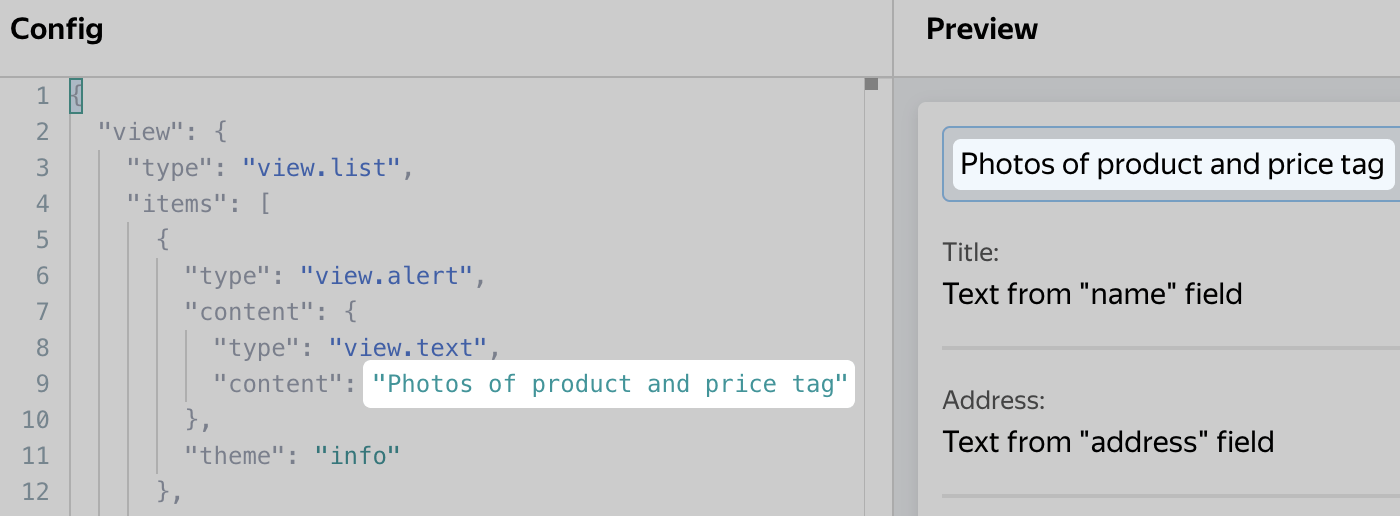 Config
1 {
2 "view": {
3 "type": "view.list",
4 "items": [
5 {
6 "type": "view.alert",
7 "content": {
8 "type": "view.text",
9 "content": "Photos of product and price tag"
10 },
11 "theme": "info"
12 },
Preview
Photos of product and price tag
Title:
Text from "name" field
Address:
Text from "address" field